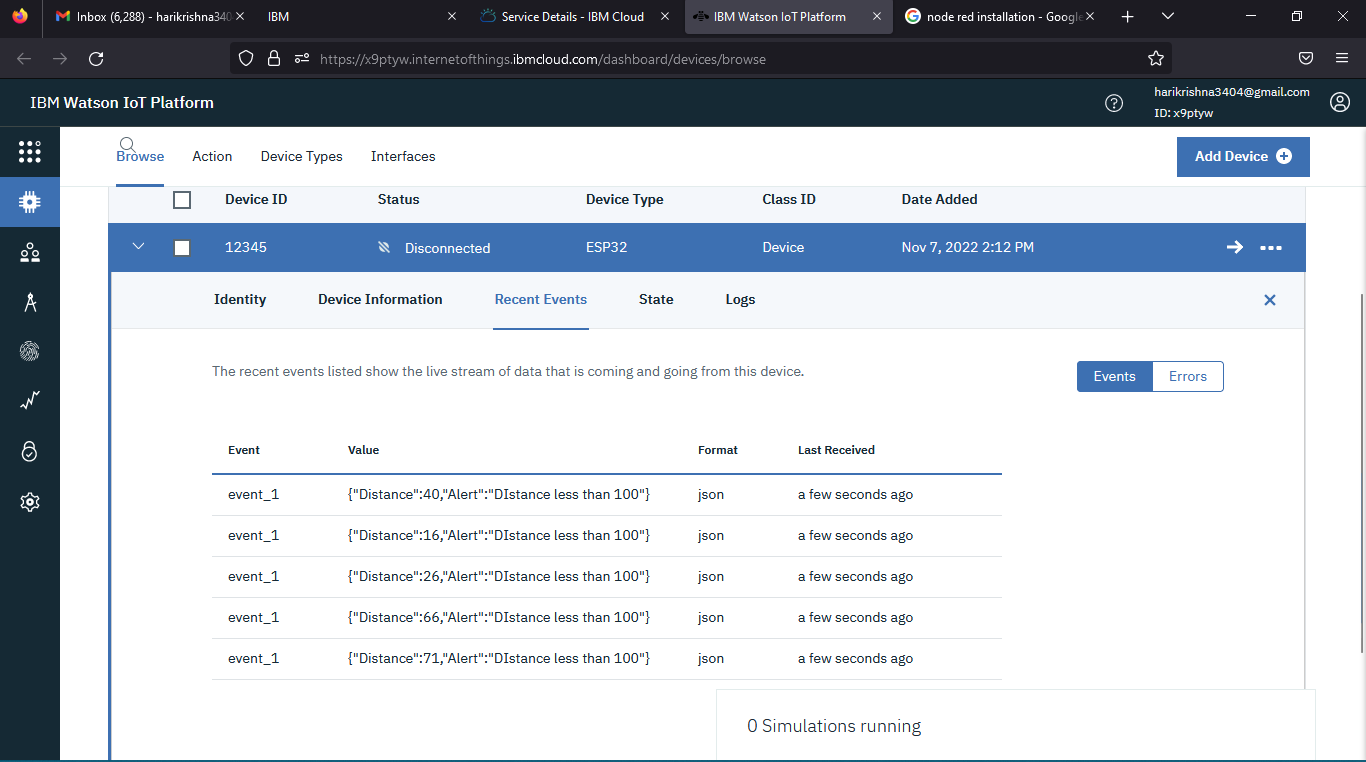 Inbox (6,288) - harikrishna340
IBM
Service Details - IBM Cloud
IBM Watson IoT Platform
node red installation - Google
https://x9ptyw.internetofthings.ibmcloud.com/dashboard/devices/browse
IBM Watson IoT Platform
harikrishna3404@gmail.com
ID: x9ptyw
Browse Action Device Types Interfaces
Add Device
Device ID Status Device Type Class ID Date Added
12345 Disconnected ESP32 Device Nov 7, 2022 2:12 PM
Identity Device Information Recent Events State Logs
The recent events listed show the live stream of data that is coming and going from this device.
Events Errors
Event Value Format Last Received
event_1 {"Distance":40,"Alert":"DIstance less than 100"} json a few seconds ago
event_1 {"Distance":16,"Alert":"DIstance less than 100"} json a few seconds ago
event_1 {"Distance":26,"Alert":"DIstance less than 100"} json a few seconds ago
event_1 {"Distance":66,"Alert":"DIstance less than 100"} json a few seconds ago
event_1 {"Distance":71,"Alert":"DIstance less than 100"} json a few seconds ago
0 Simulations running